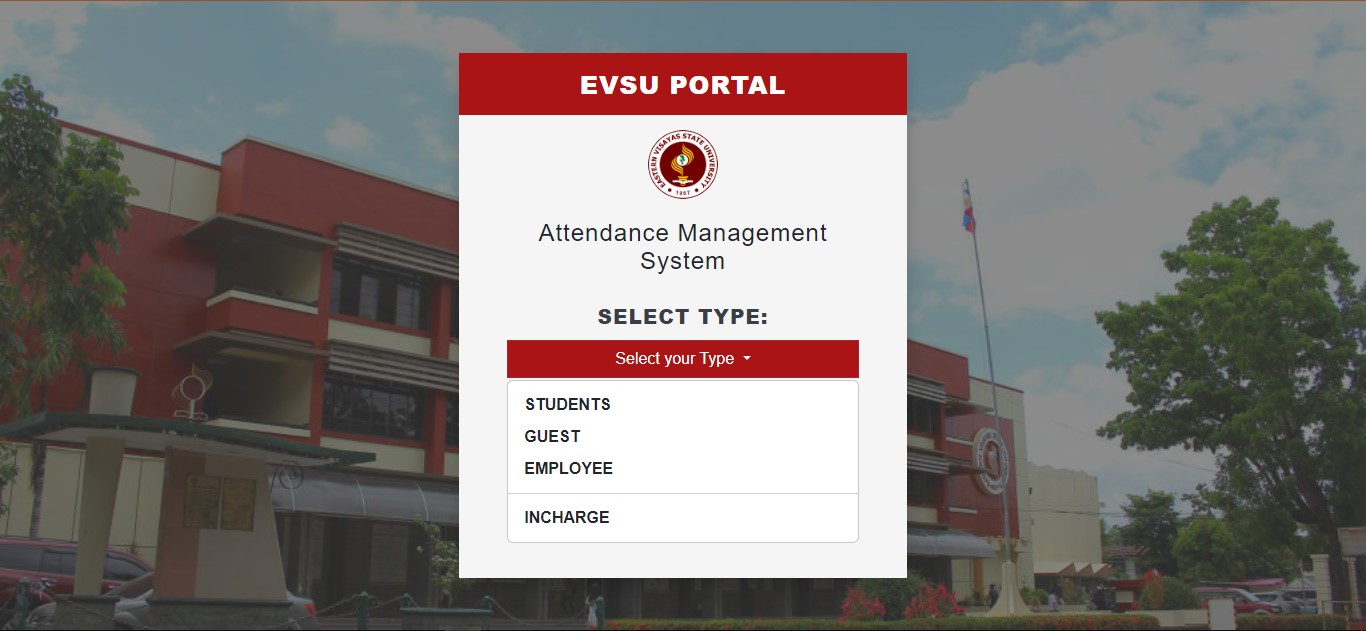 EVSU PORTAL
EASTERN VISAYAS STATE UNIVERSITY
1907
Attendance Management
System
SELECT TYPE:
Select your Type
STUDENTS
GUEST
EMPLOYEE
INCHARGE